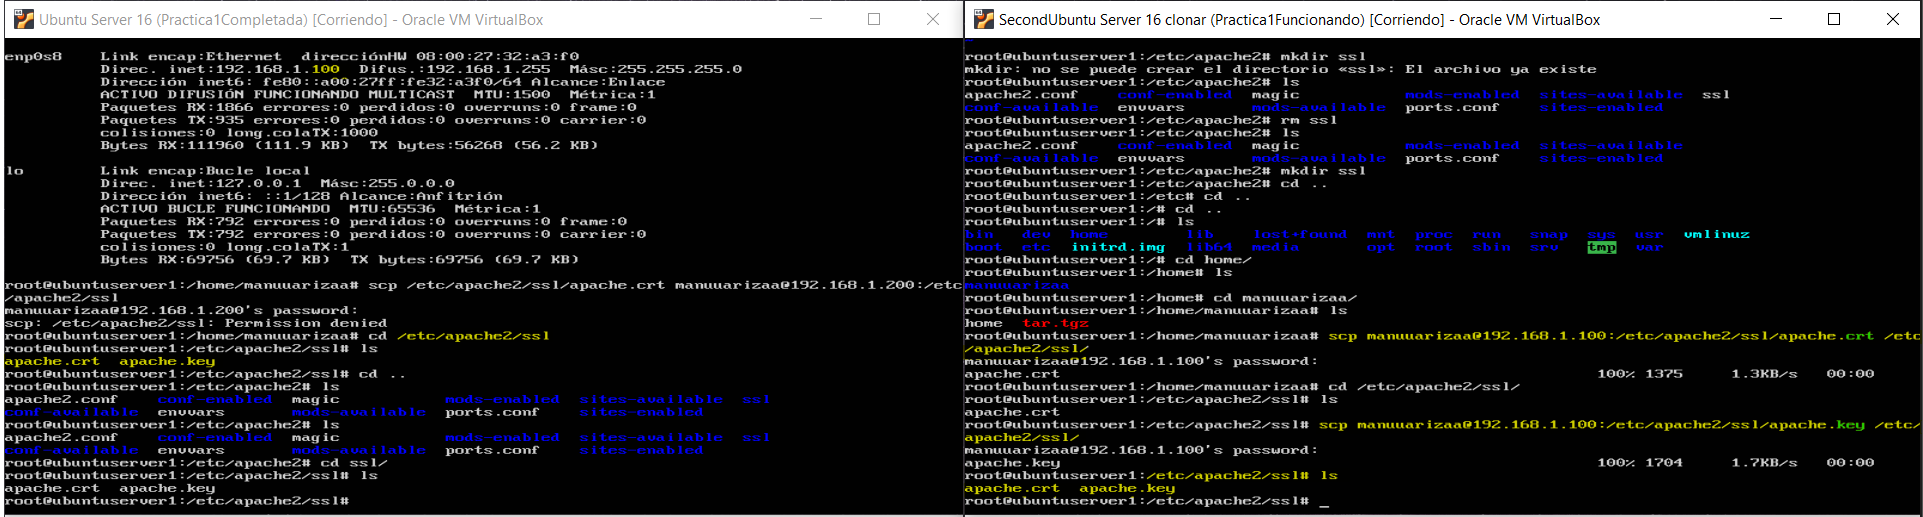 Ubuntu Server 16 (Practica1Completada) [Corriendo] - Oracle VM VirtualBox
enp0s8    Link encap:Ethernet  direcciónHW 08:00:27:32:a3:f0
Direc. inet:192.168.1.100  Difus.:192.168.1.255  Másc:255.255.255.0
Dirección inet6: fe80::a00:27ff:fe32:a3f0/64 Alcance:Enlace
ACTIVO DIFUSIÓN FUNCIONANDO MULTICAST  MTU:1500  Métrica:1
Paquetes RX:1866 errores:0 perdidos:0 overruns:0 frame:0
Paquetes TX:935 errores:0 perdidos:0 overruns:0 carrier:0
colisiones:0 long.colaTX:1000
Bytes RX:111960 (111.9 KB)  TX bytes:56268 (56.2 KB)
lo        Link encap:Bucle local
Direc. inet:127.0.0.1  Másc:255.0.0.0
Dirección inet6: ::1/128 Alcance:Anfitrión
ACTIVO BUCLE FUNCIONANDO  MTU:65536  Métrica:1
Paquetes RX:792 errores:0 perdidos:0 overruns:0 frame:0
Paquetes TX:792 errores:0 perdidos:0 overruns:0 carrier:0
colisiones:0 long.colaTX:1
Bytes RX:69756 (69.7 KB)  TX bytes:69756 (69.7 KB)
root@ubuntuserver1:/home/manuuarizaa# scp /etc/apache2/ssl/apache.crt manuuarizaa@192.168.1.200:/etc
/apache2/ssl
manuuarizaa@192.168.1.200's password:
scp: /etc/apache2/ssl: Permission denied
root@ubuntuserver1:/home/manuuarizaa# cd /etc/apache2/ssl
root@ubuntuserver1:/etc/apache2/ssl# ls
apache.crt  apache.key
root@ubuntuserver1:/etc/apache2/ssl# cd ..
root@ubuntuserver1:/etc/apache2# ls
apache2.conf    conf-enabled  magic           mods-enabled  sites-available  ssl
conf-available  envvars       mods-available  ports.conf    sites-enabled
root@ubuntuserver1:/etc/apache2# ls
apache2.conf    conf-enabled  magic           mods-enabled  sites-available  ssl
conf-available  envvars       mods-available  ports.conf    sites-enabled
root@ubuntuserver1:/etc/apache2# cd ssl/
root@ubuntuserver1:/etc/apache2/ssl# ls
apache.crt  apache.key
root@ubuntuserver1:/etc/apache2/ssl#
SecondUbuntu Server 16 clonar (Practica1Funcionando) [Corriendo] - Oracle VM VirtualBox
root@ubuntuserver1:/etc/apache2# mkdir ssl
mkdir: no se puede crear el directorio «ssl»: El archivo ya existe
root@ubuntuserver1:/etc/apache2# ls
apache2.conf    conf-enabled  magic           mods-enabled  sites-available  ssl
conf-available  envvars       mods-available  ports.conf    sites-enabled
root@ubuntuserver1:/etc/apache2# rm ssl
root@ubuntuserver1:/etc/apache2# ls
apache2.conf    conf-enabled  magic           mods-enabled  sites-available
conf-available  envvars       mods-available  ports.conf    sites-enabled
root@ubuntuserver1:/etc/apache2# mkdir ssl
root@ubuntuserver1:/etc/apache2# cd ..
root@ubuntuserver1:/etc# cd ..
root@ubuntuserver1:/# cd ..
root@ubuntuserver1:/# ls
bin   dev  home        lib    lost+found  mnt  proc  run   snap  sys  usr  vmlinuz
boot  etc  initrd.img  lib64  media       opt  root  sbin  srv   tmp  var
root@ubuntuserver1:/# cd home/
root@ubuntuserver1:/home# ls
manuuarizaa
root@ubuntuserver1:/home# cd manuuarizaa/
root@ubuntuserver1:/home/manuuarizaa# ls
home  tar.tgz
root@ubuntuserver1:/home/manuuarizaa# scp manuuarizaa@192.168.1.100:/etc/apache2/ssl/apache.crt /etc
/apache2/ssl/
manuuarizaa@192.168.1.100's password:
apache.crt                                    100% 1375     1.3KB/s   00:00
root@ubuntuserver1:/home/manuuarizaa# cd /etc/apache2/ssl/
root@ubuntuserver1:/etc/apache2/ssl# ls
apache.crt
root@ubuntuserver1:/etc/apache2/ssl# scp manuuarizaa@192.168.1.100:/etc/apache2/ssl/apache.key /etc/
apache2/ssl/
manuuarizaa@192.168.1.100's password:
apache.key                                    100% 1704     1.7KB/s   00:00
root@ubuntuserver1:/etc/apache2/ssl# ls
apache.crt  apache.key
root@ubuntuserver1:/etc/apache2/ssl# _